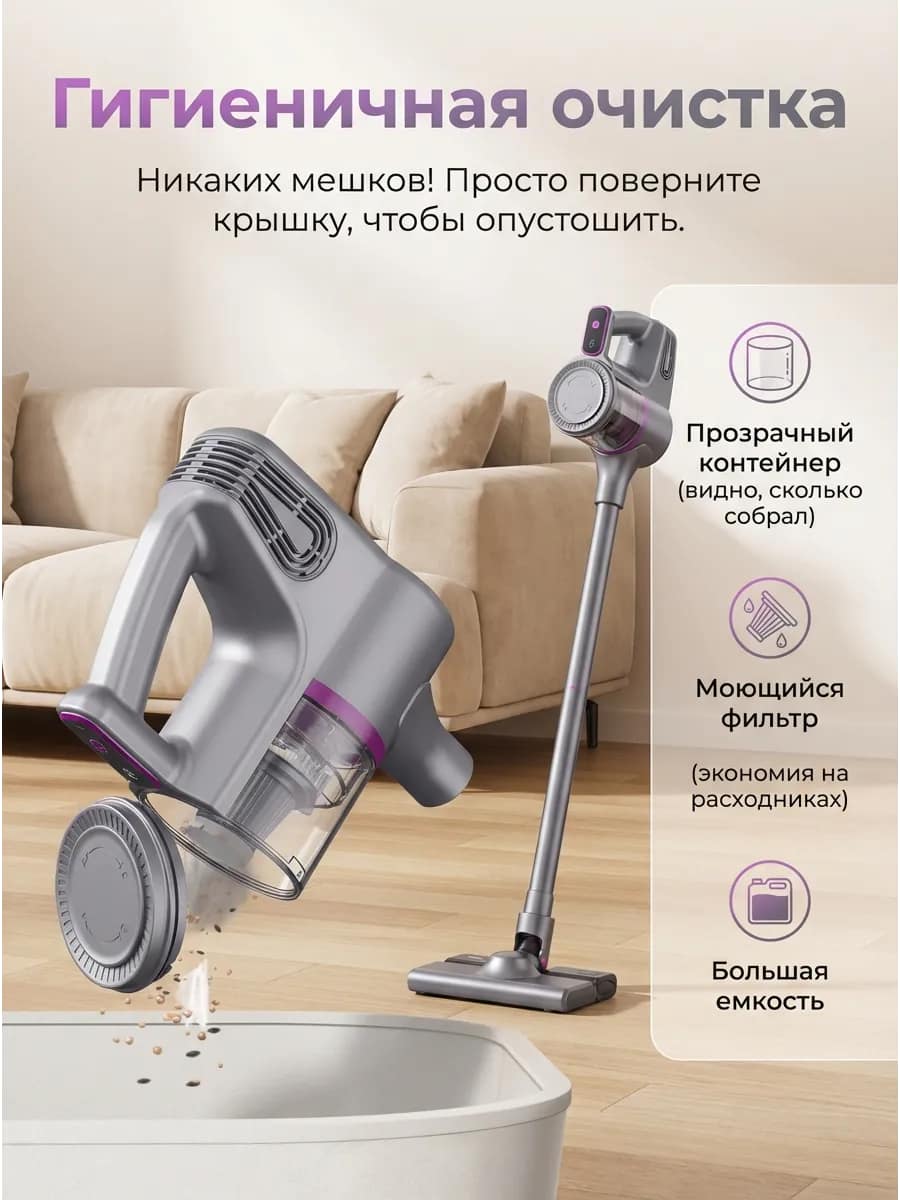 Гигиеничная очистка
Никаких мешков! Просто поверните
крышку, чтобы опустошить.
Прозрачный
контейнер
(видно, сколько
собрал)
Моющийся
фильтр
(экономия на
расходниках)
Большая
емкость